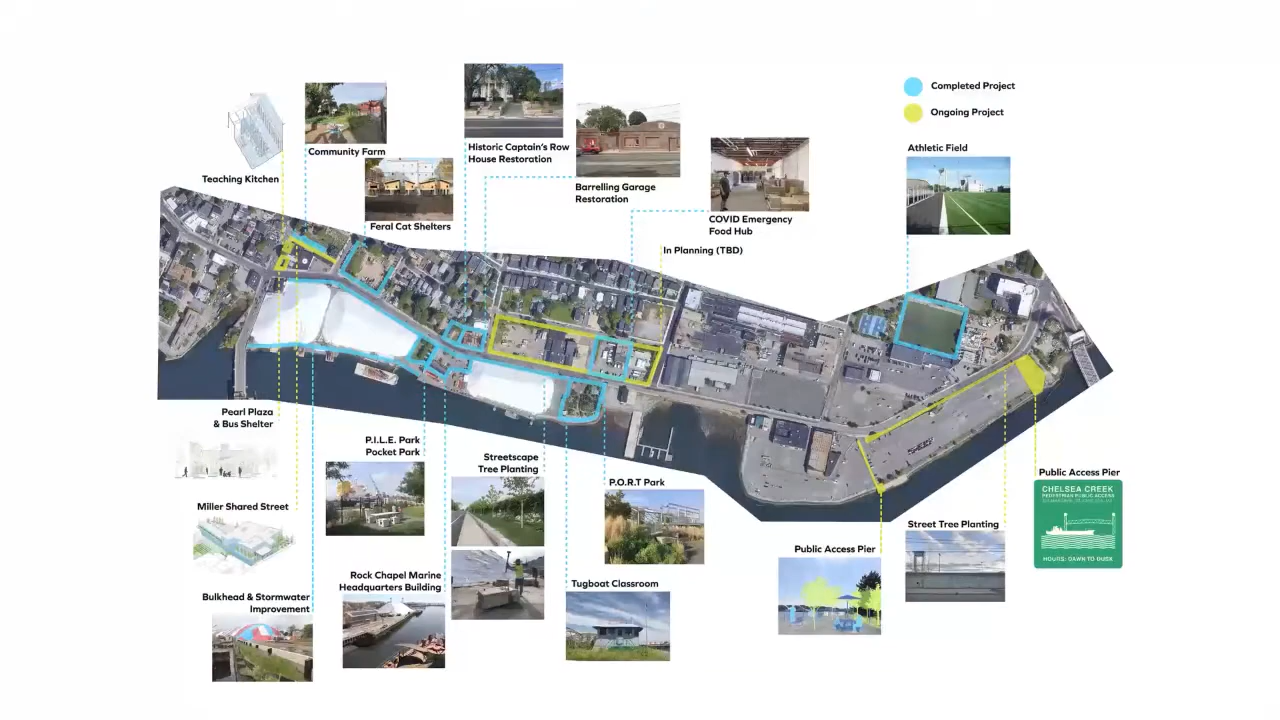 Completed Project
Ongoing Project
Historic Captain's Row
House Restoration
Community Farm
Teaching Kitchen
Feral Cat Shelters
Barrelling Garage
Restoration
COVID Emergency
Food Hub
Athletic Field
In Planning (TBD)
Pearl Plaza
& Bus Shelter
P.I.L.E. Park
Pocket Park
Streetscape
Tree Planting
P.O.R.T Park
Public Access Pier
CHELSEA CREEK
PEDESTRIAN PUBLIC ACCESS
HOURS: DAWN TO DUSK
Miller Shared Street
Street Tree Planting
Public Access Pier
Rock Chapel Marine
Headquarters Building
Tugboat Classroom
Bulkhead & Stormwater
Improvement